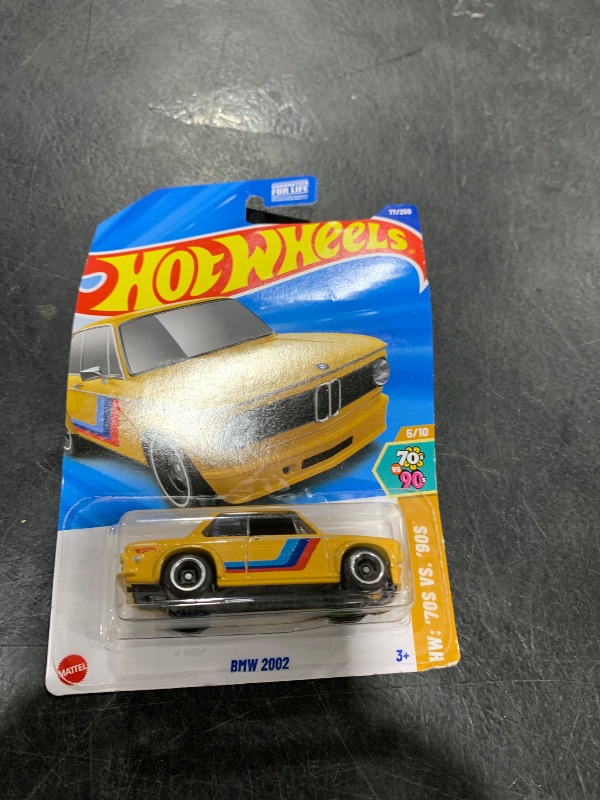 GUARANTEED
FOR LIFE
77/250
HOT WHEELS
5/10
70s
VS
'90s
HW: '70S VS. '90S
MATTEL
BMW 2002
3+